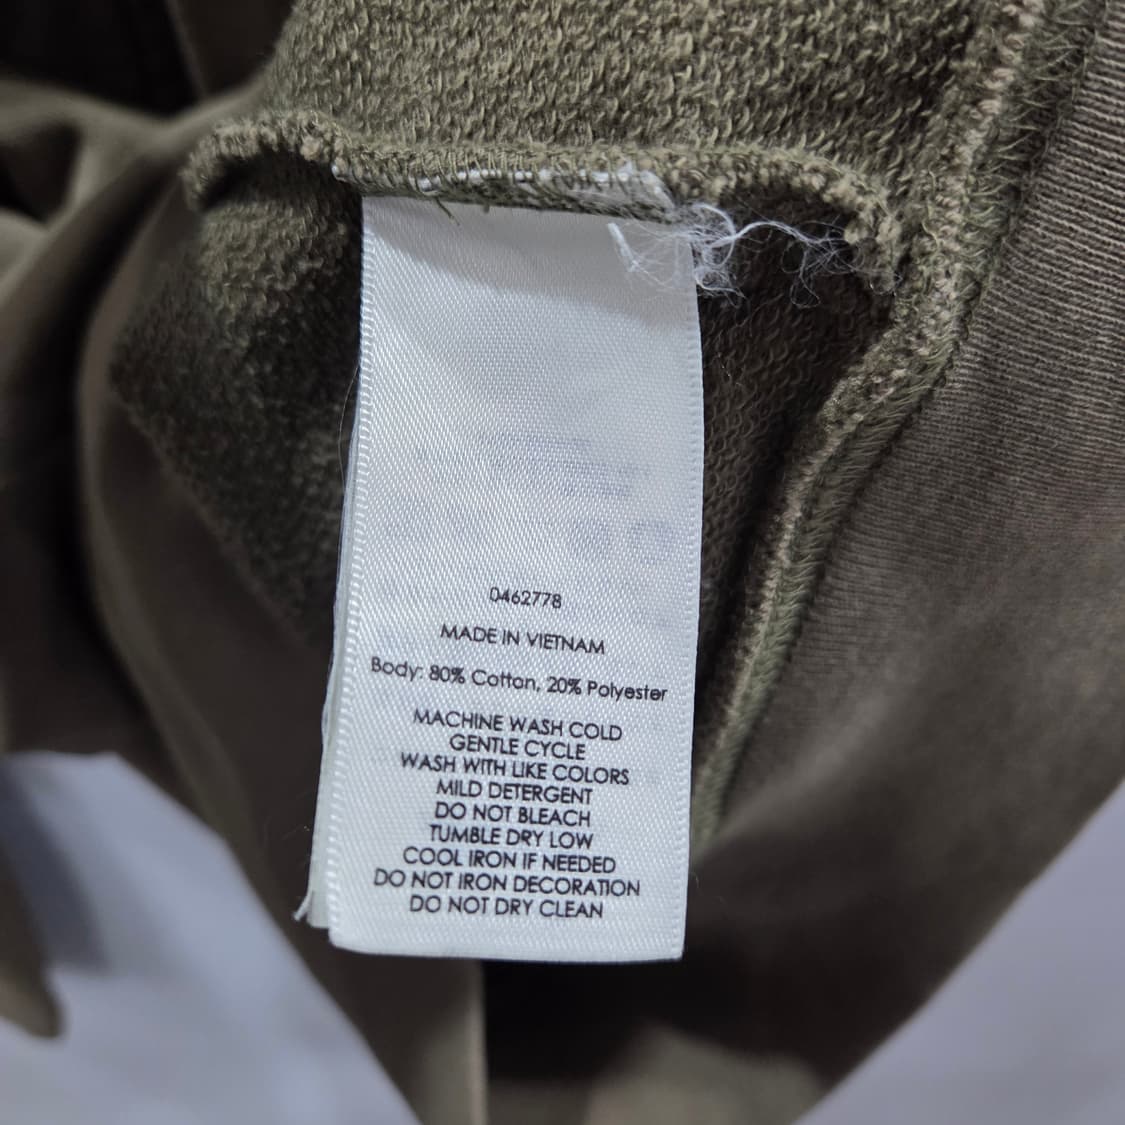 0462778
MADE IN VIETNAM
Body: 80% Cotton, 20% Polyester
MACHINE WASH COLD
GENTLE CYCLE
WASH WITH LIKE COLORS
MILD DETERGENT
DO NOT BLEACH
TUMBLE DRY LOW
COOL IRON IF NEEDED
DO NOT IRON DECORATION
DO NOT DRY CLEAN